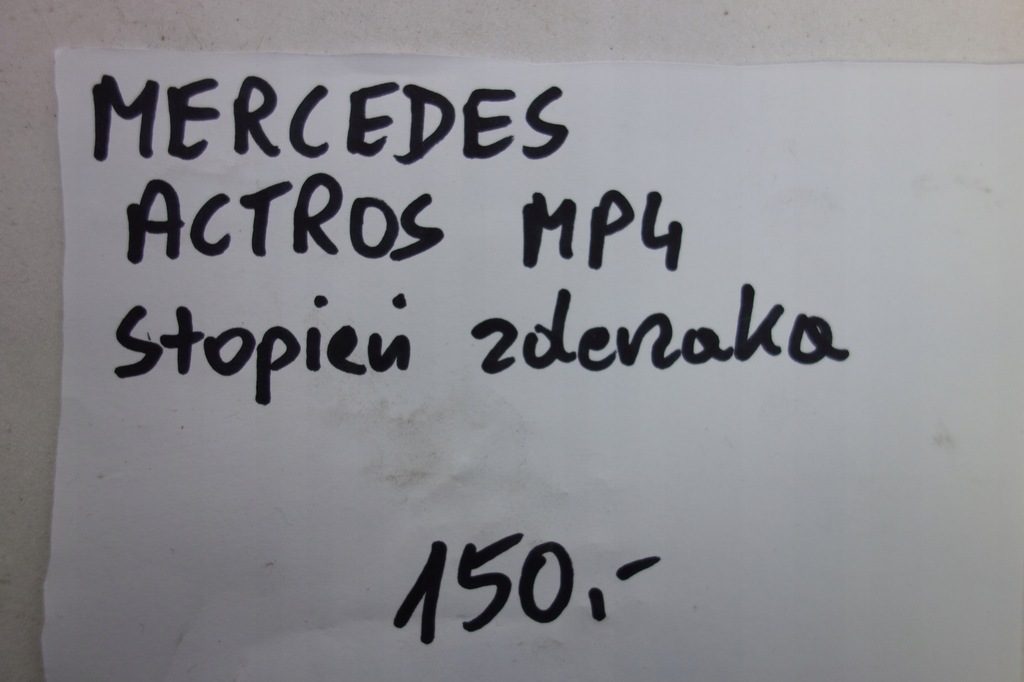 MERCEDES
ACTROS MP4
Stopień zderzaka
150.-